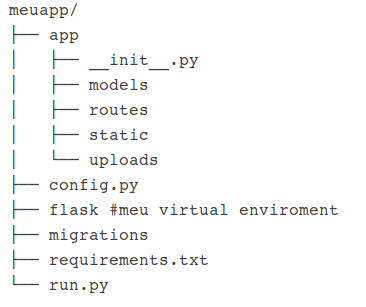 meuapp/
├── app
│   ├── __init__.py
│   ├── models
│   ├── routes
│   ├── static
│   └── uploads
├── config.py
├── flask #meu virtual enviroment
├── migrations
├── requirements.txt
└── run.py